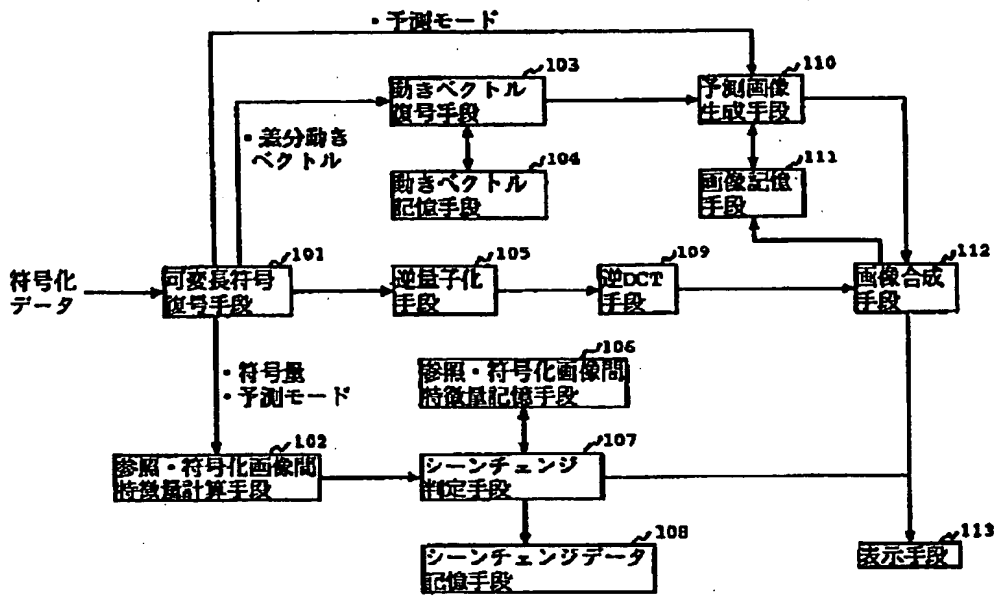 ・予測モード
103
動きベクトル
復号手段
110
予測画像
生成手段
・差分動き
ベクトル
104
動きベクトル
記憶手段
111
画像記憶
手段
符号化
データ
101
可変長符号
復号手段
105
逆量子化
手段
109
逆DCT
手段
112
画像合成
手段
・符号量
・予測モード
106
参照・符号化画像間
特徴量記憶手段
102
参照・符号化画像間
特徴量計算手段
107
シーンチェンジ
判定手段
108
シーンチェンジデータ
記憶手段
113
表示手段